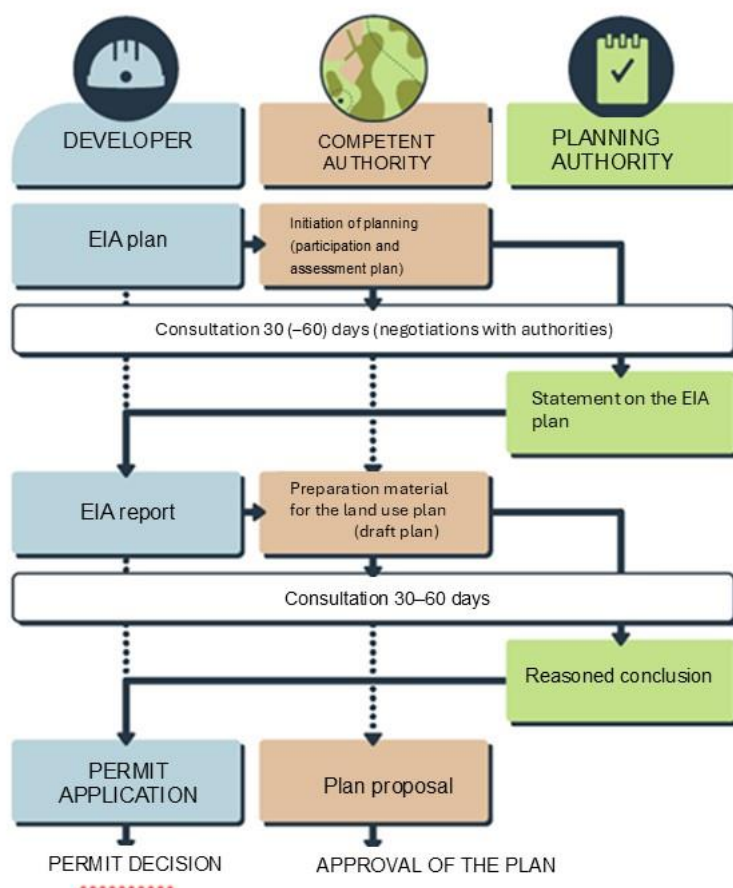 DEVELOPER
COMPETENT
AUTHORITY
PLANNING
AUTHORITY
EIA plan
Initiation of planning
(participation and
assessment plan)
Consultation 30 (–60) days (negotiations with authorities)
Statement on the EIA
plan
EIA report
Preparation material
for the land use plan
(draft plan)
Consultation 30–60 days
Reasoned conclusion
PERMIT
APPLICATION
Plan proposal
PERMIT DECISION
APPROVAL OF THE PLAN